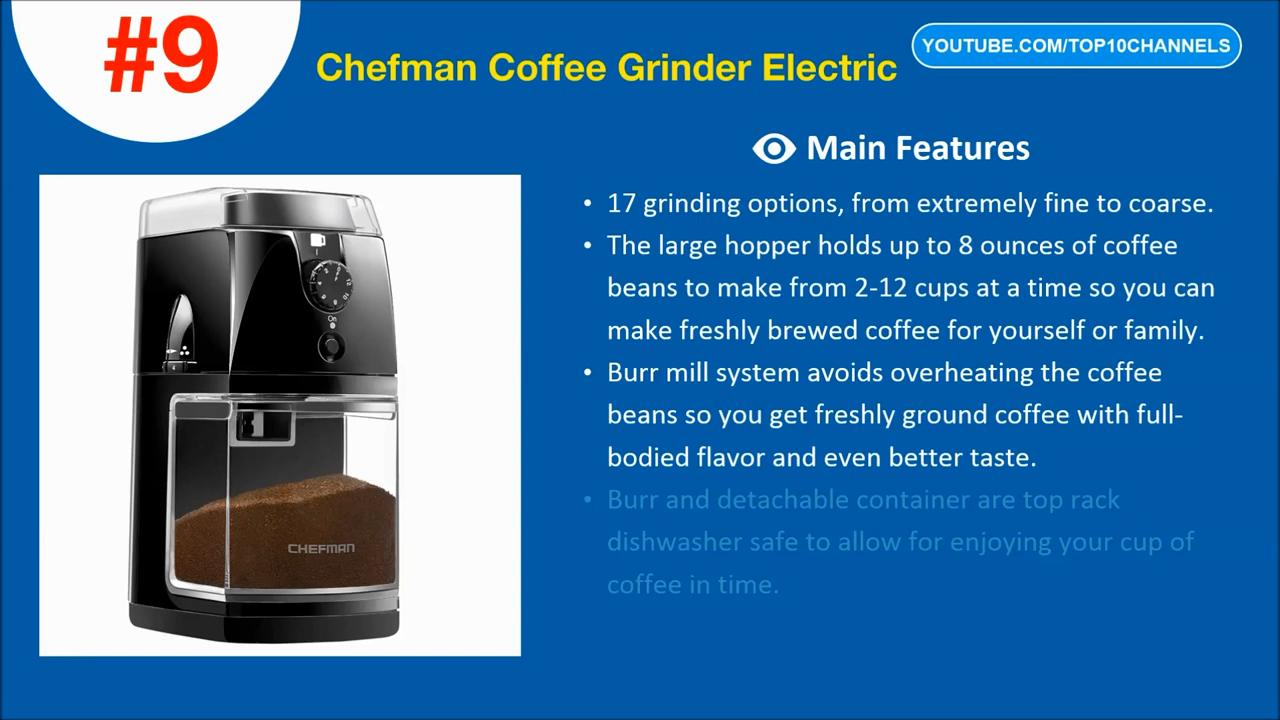 #9
Chefman Coffee Grinder Electric
YOUTUBE.COM/TOP10CHANNELS
Main Features
• 17 grinding options, from extremely fine to coarse.
• The large hopper holds up to 8 ounces of coffee
beans to make from 2-12 cups at a time so you can
make freshly brewed coffee for yourself or family.
• Burr mill system avoids overheating the coffee
beans so you get freshly ground coffee with full-
bodied flavor and even better taste.
• Burr and detachable container are top rack
dishwasher safe to allow for enjoying your cup of
coffee in time.
On
CHEFMAN